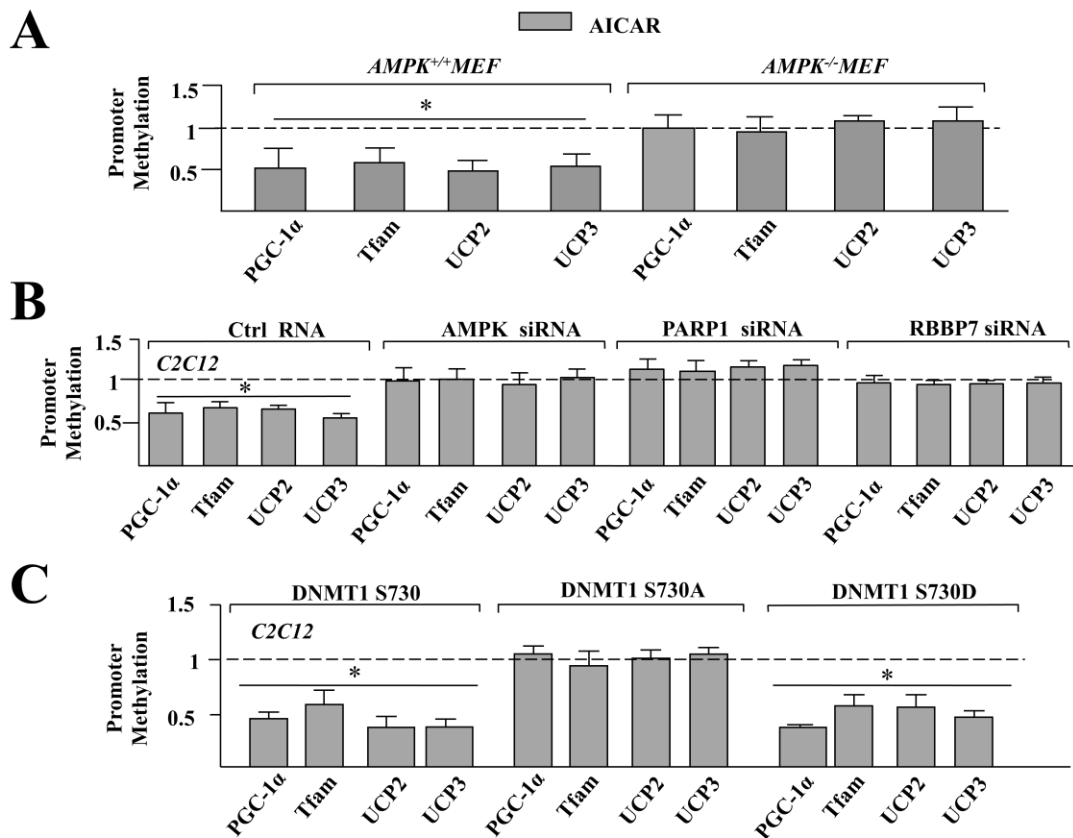 A
AICAR
AMPK+/+MEF AMPK-/-MEF
Promoter
Methylation
1.5
1
0.5
*
PGC-1α Tfam UCP2 UCP3 PGC-1α Tfam UCP2 UCP3
B
Ctrl RNA AMPK siRNA PARP1 siRNA RBBP7 siRNA
C2C12
Promoter
Methylation
1.5
1
0.5
*
PGC-1α Tfam UCP2 UCP3 PGC-1α Tfam UCP2 UCP3 PGC-1α Tfam UCP2 UCP3 PGC-1α Tfam UCP2 UCP3
C
DNMT1 S730 DNMT1 S730A DNMT1 S730D
C2C12
Promoter
Methylation
1.5
1
0.5
* *
PGC-1α Tfam UCP2 UCP3 PGC-1α Tfam UCP2 UCP3 PGC-1α Tfam UCP2 UCP3